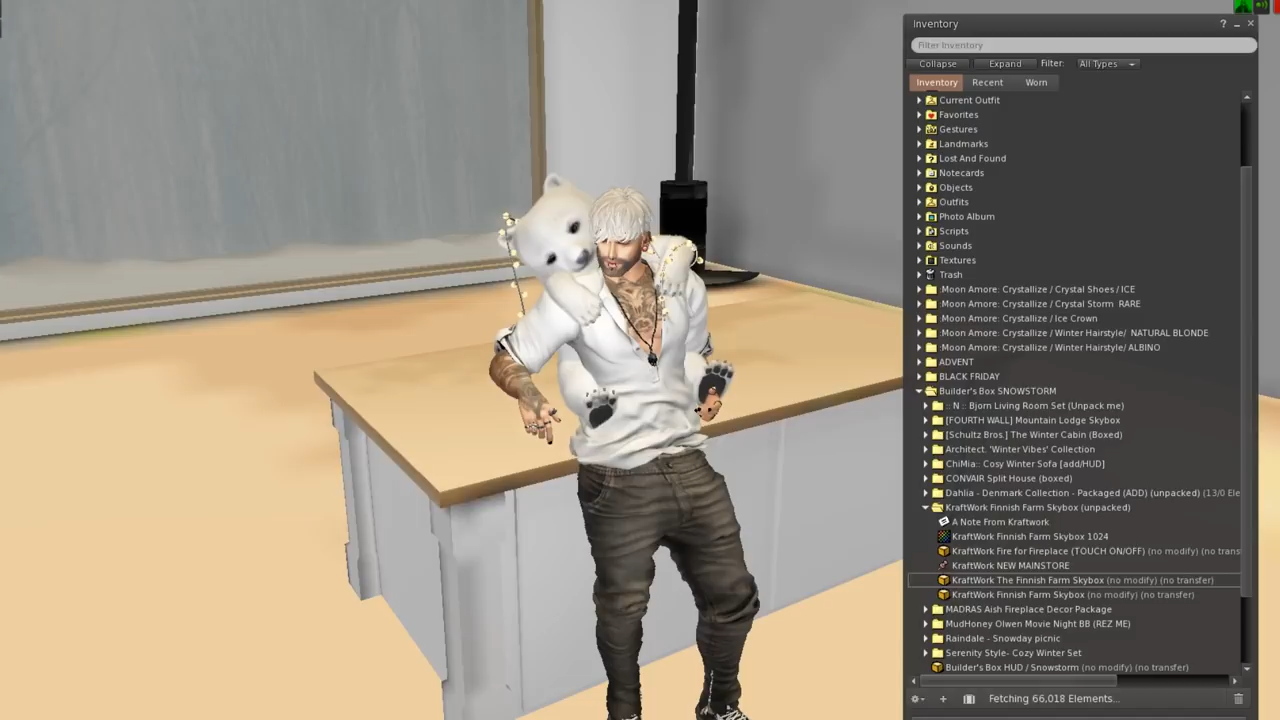 Inventory
?
Filter Inventory
Collapse Expand Filter: All Types
Inventory Recent Worn
Current Outfit
Favorites
Gestures
Landmarks
Lost And Found
Notecards
Objects
Outfits
Photo Album
Scripts
Sounds
Textures
Trash
:Moon Amore: Crystallize / Crystal Shoes / ICE
:Moon Amore: Crystallize / Crystal Storm RARE
:Moon Amore: Crystallize / Ice Crown
:Moon Amore: Crystallize / Winter Hairstyle/ NATURAL BLONDE
:Moon Amore: Crystallize / Winter Hairstyle/ ALBINO
ADVENT
BLACK FRIDAY
Builder's Box SNOWSTORM
:: N :: Bjorn Living Room Set (Unpack me)
[FOURTH WALL] Mountain Lodge Skybox
[Schultz Bros.] The Winter Cabin (Boxed)
Architect. 'Winter Vibes' Collection
ChiMia:: Cosy Winter Sofa [add/HUD]
CONVAIR Split House (boxed)
Dahlia - Denmark Collection - Packaged (ADD) (unpacked) (13/0 Ele
KraftWork Finnish Farm Skybox (unpacked)
A Note From Kraftwork
KraftWork Finnish Farm Skybox 1024
KraftWork Fire for Fireplace (TOUCH ON/OFF) (no modify) (no trans
KraftWork NEW MAINSTORE
KraftWork The Finnish Farm Skybox (no modify) (no transfer)
KraftWork Finnish Farm Skybox (no modify) (no transfer)
MADRAS Aish Fireplace Decor Package
MudHoney Olwen Movie Night BB (REZ ME)
Raindale - Snowday picnic
Serenity Style- Cozy Winter Set
Builder's Box HUD / Snowstorm (no modify) (no transfer)
Fetching 66,018 Elements...